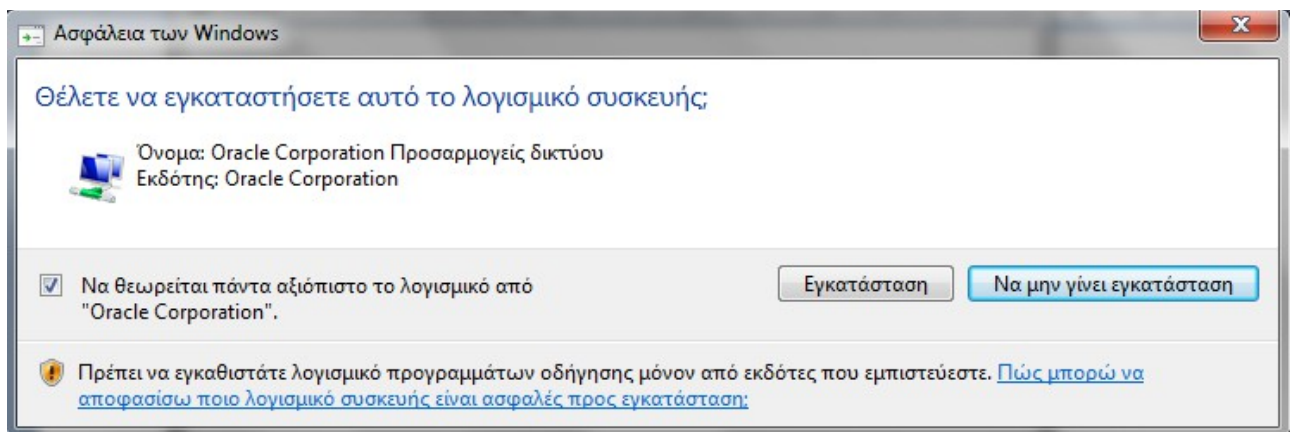 Ασφάλεια των Windows
Θέλετε να εγκαταστήσετε αυτό το λογισμικό συσκευής;
Όνομα: Oracle Corporation Προσαρμογείς δικτύου
Εκδότης: Oracle Corporation
Να θεωρείται πάντα αξιόπιστο το λογισμικό από
"Oracle Corporation".
Εγκατάσταση
Να μην γίνει εγκατάσταση
Πρέπει να εγκαθιστάτε λογισμικό προγραμμάτων οδήγησης μόνον από εκδότες που εμπιστεύεστε. Πώς μπορώ να
αποφασίσω ποιο λογισμικό συσκευής είναι ασφαλές προς εγκατάσταση;